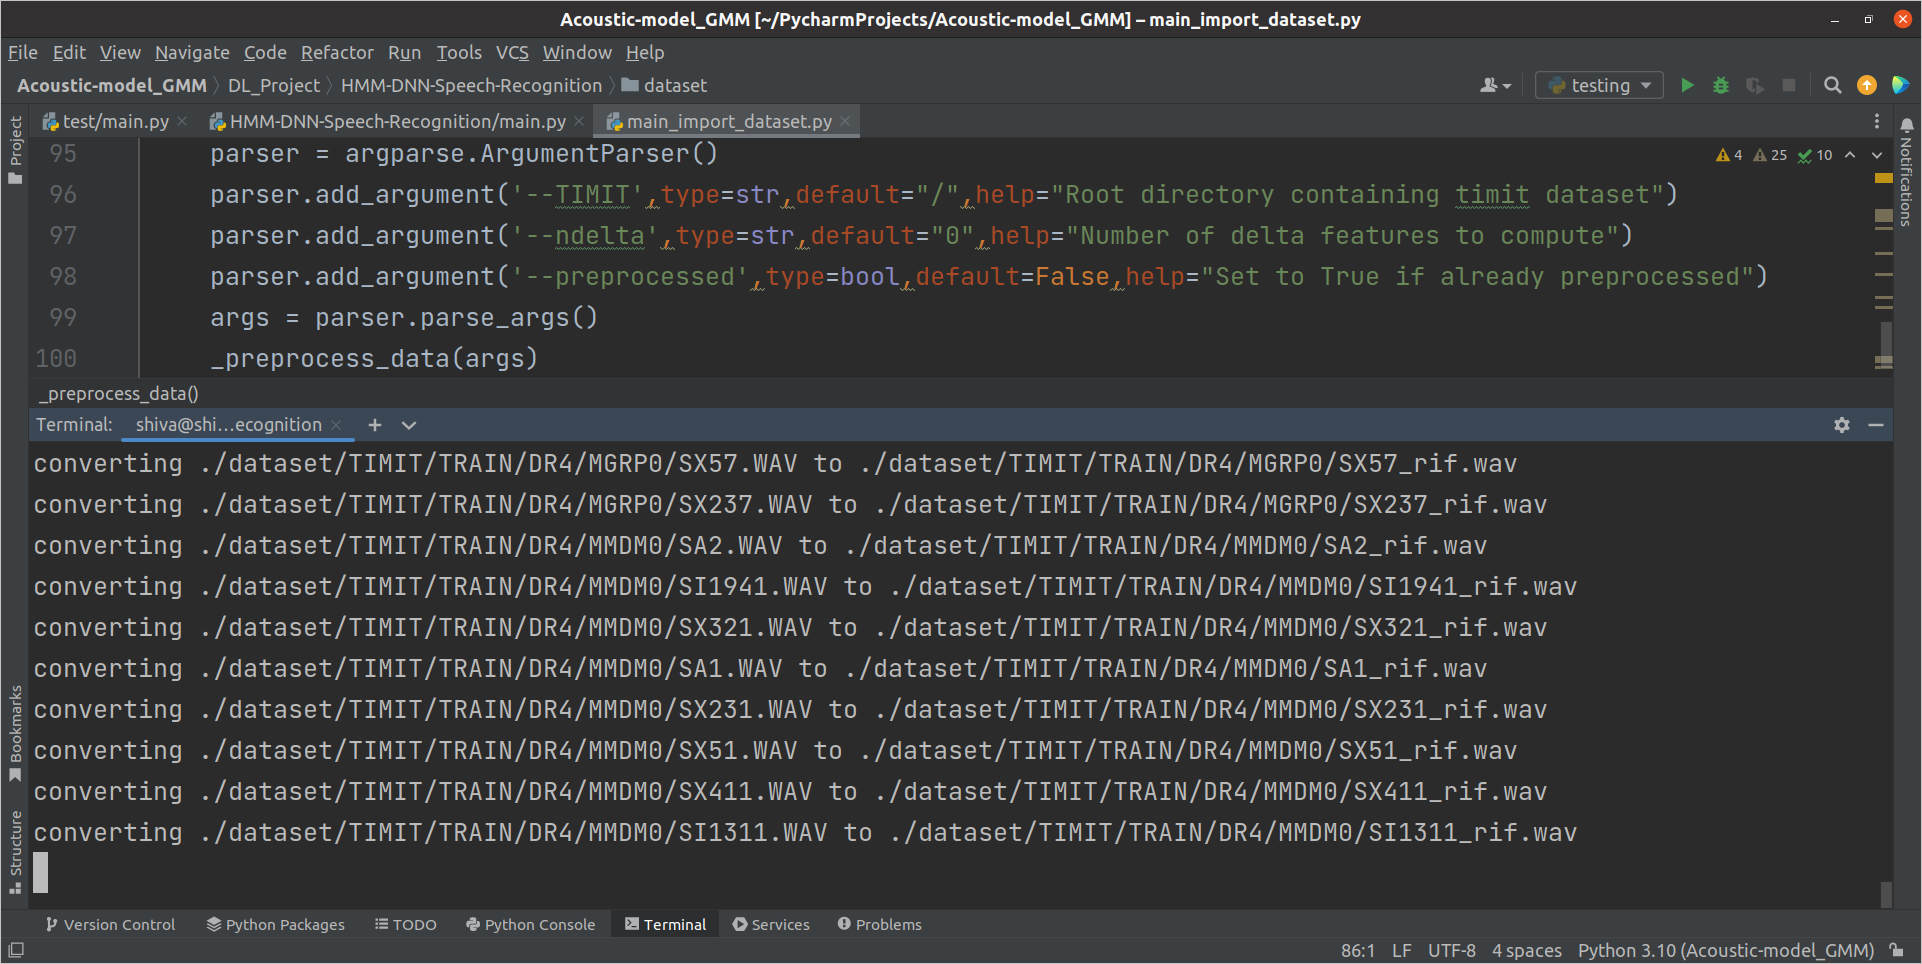 Acoustic-model_GMM [~/PycharmProjects/Acoustic-model_GMM] – main_import_dataset.py
File Edit View Navigate Code Refactor Run Tools VCS Window Help
Acoustic-model_GMM DL_Project HMM-DNN-Speech-Recognition dataset testing
test/main.py HMM-DNN-Speech-Recognition/main.py main_import_dataset.py
Project
Notifications
4 25 10
95 parser = argparse.ArgumentParser()
96 parser.add_argument('--TIMIT',type=str,default="/",help="Root directory containing timit dataset")
97 parser.add_argument('--ndelta',type=str,default="0",help="Number of delta features to compute")
98 parser.add_argument('--preprocessed',type=bool,default=False,help="Set to True if already preprocessed")
99 args = parser.parse_args()
100 _preprocess_data(args)
_preprocess_data()
Terminal: shiva@shi...ecognition
converting ./dataset/TIMIT/TRAIN/DR4/MGRP0/SX57.WAV to ./dataset/TIMIT/TRAIN/DR4/MGRP0/SX57_rif.wav
converting ./dataset/TIMIT/TRAIN/DR4/MGRP0/SX237.WAV to ./dataset/TIMIT/TRAIN/DR4/MGRP0/SX237_rif.wav
converting ./dataset/TIMIT/TRAIN/DR4/MMDM0/SA2.WAV to ./dataset/TIMIT/TRAIN/DR4/MMDM0/SA2_rif.wav
converting ./dataset/TIMIT/TRAIN/DR4/MMDM0/SI1941.WAV to ./dataset/TIMIT/TRAIN/DR4/MMDM0/SI1941_rif.wav
converting ./dataset/TIMIT/TRAIN/DR4/MMDM0/SX321.WAV to ./dataset/TIMIT/TRAIN/DR4/MMDM0/SX321_rif.wav
converting ./dataset/TIMIT/TRAIN/DR4/MMDM0/SA1.WAV to ./dataset/TIMIT/TRAIN/DR4/MMDM0/SA1_rif.wav
converting ./dataset/TIMIT/TRAIN/DR4/MMDM0/SX231.WAV to ./dataset/TIMIT/TRAIN/DR4/MMDM0/SX231_rif.wav
converting ./dataset/TIMIT/TRAIN/DR4/MMDM0/SX51.WAV to ./dataset/TIMIT/TRAIN/DR4/MMDM0/SX51_rif.wav
converting ./dataset/TIMIT/TRAIN/DR4/MMDM0/SX411.WAV to ./dataset/TIMIT/TRAIN/DR4/MMDM0/SX411_rif.wav
converting ./dataset/TIMIT/TRAIN/DR4/MMDM0/SI1311.WAV to ./dataset/TIMIT/TRAIN/DR4/MMDM0/SI1311_rif.wav
Bookmarks
Structure
Version Control Python Packages TODO Python Console Terminal Services Problems
86:1 LF UTF-8 4 spaces Python 3.10 (Acoustic-model_GMM)